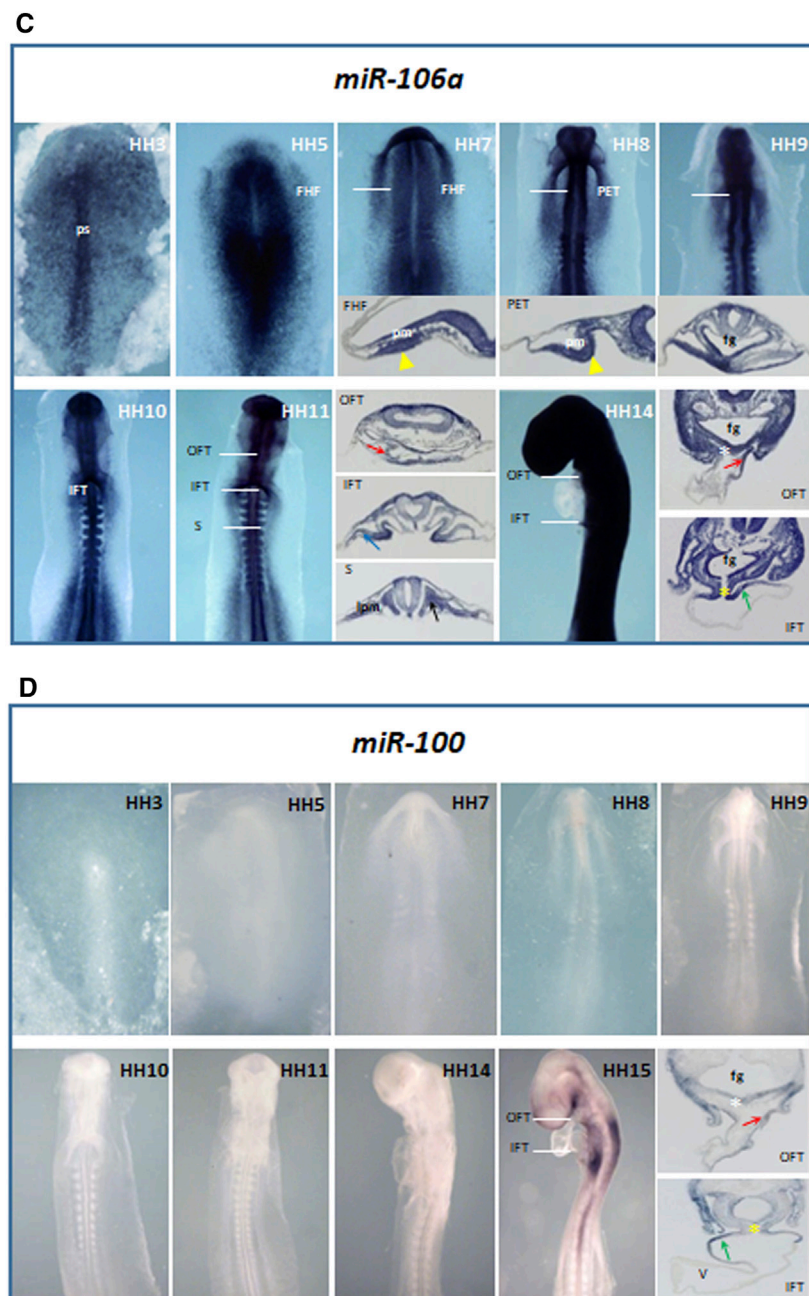 C
miR-106a
HH3
HH5
HH7
HH8
HH9
ps
FHF
FHF
PET
FHF
pm
PET
pm
fg
HH10
HH11
OFT
HH14
fg
OFT
IFT
IFT
S
OFT
IFT
IFT
OFT
S
lpm
fg
IFT
D
miR-100
HH3
HH5
HH7
HH8
HH9
HH10
HH11
HH14
HH15
fg
*
OFT
IFT
OFT
*
V
IFT